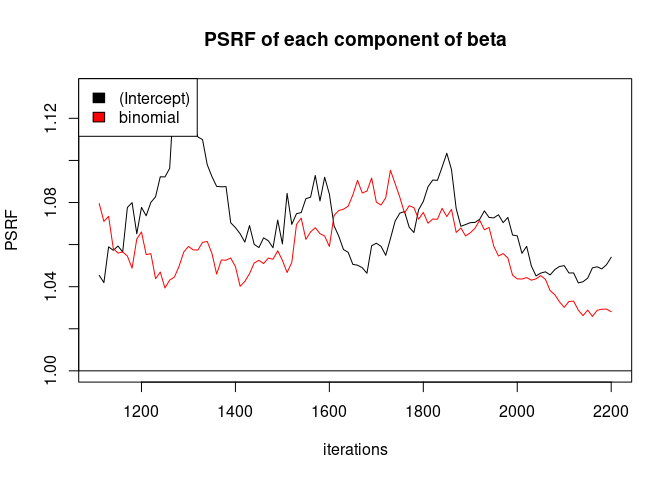 PSRF of each component of beta
(Intercept)
binomial
PSRF
1.12
1.08
1.04
1.00
1200 1400 1600 1800 2000 2200
iterations